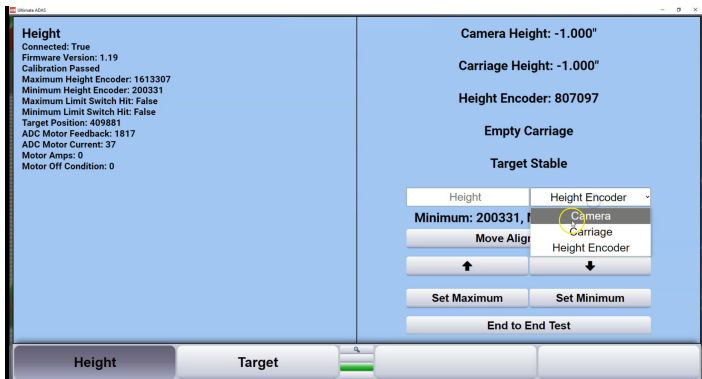 Ultimate ADAS
Height
Connected: True
Firmware Version: 1.19
Calibration Passed
Maximum Height Encoder: 1613307
Minimum Height Encoder: 200331
Maximum Limit Switch Hit: False
Minimum Limit Switch Hit: False
Target Position: 409881
ADC Motor Feedback: 1817
ADC Motor Current: 37
Motor Amps: 0
Motor Off Condition: 0
Camera Height: -1.000"
Carriage Height: -1.000"
Height Encoder: 807097
Empty Carriage
Target Stable
Height
Height Encoder
Minimum: 200331,
Camera
Carriage
Height Encoder
Move
Set Maximum
Set Minimum
End to End Test
Height
Target